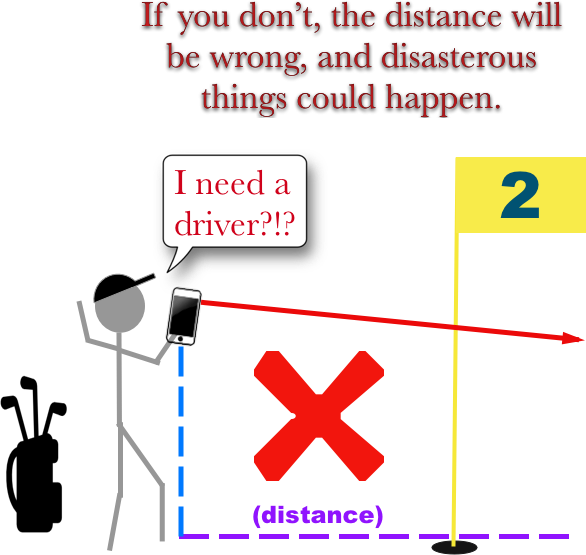 If you don’t, the distance will
be wrong, and disasterous
things could happen.
I need a
driver?!?
2
(distance)